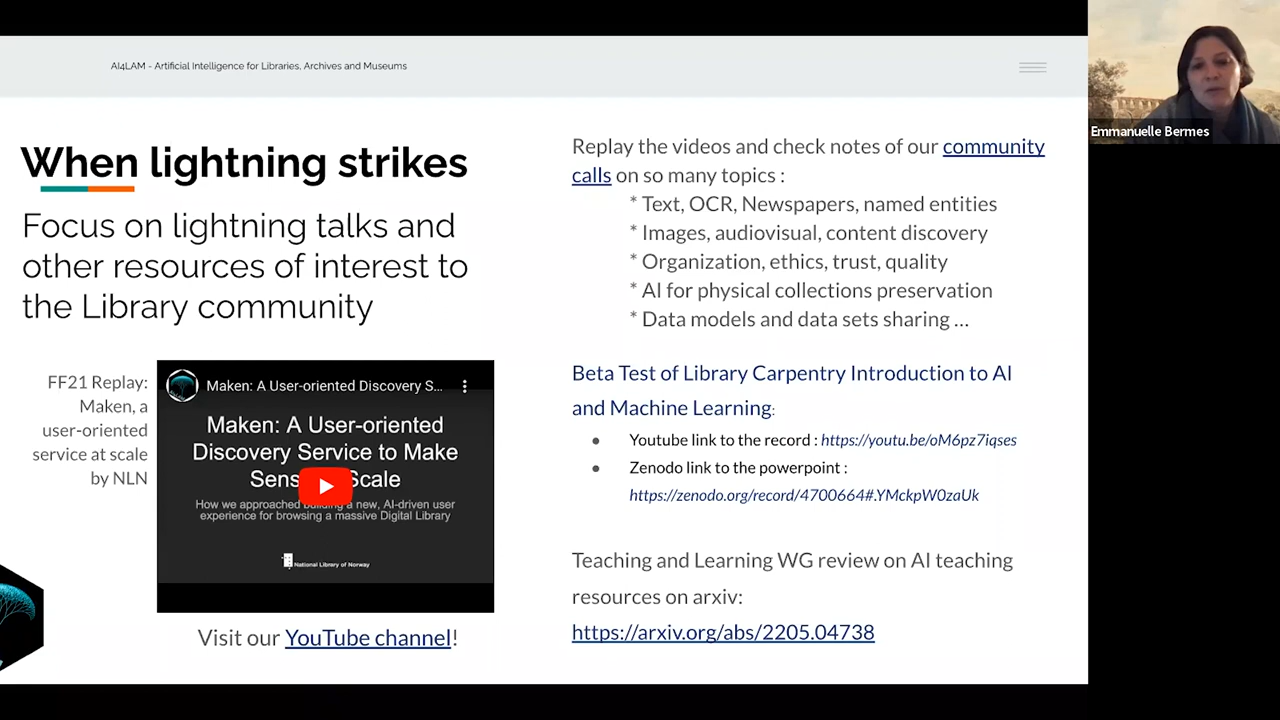 AI4LAM - Artificial Intelligence for Libraries, Archives and Museums
When lightning strikes
Focus on lightning talks and
other resources of interest to
the Library community
FF21 Replay:
Maken, a
user-oriented
service at scale
by NLN
Maken: A User-oriented Discovery S...
Maken: A User-oriented
Discovery Service to Make
Scale
How we approached building a new, AI-driven user
experience for browsing a massive Digital Library
National Library of Norway
Visit our YouTube channel!
Replay the videos and check notes of our community
calls on so many topics :
* Text, OCR, Newspapers, named entities
* Images, audiovisual, content discovery
* Organization, ethics, trust, quality
* AI for physical collections preservation
* Data models and data sets sharing ...
Beta Test of Library Carpentry Introduction to AI
and Machine Learning:
● Youtube link to the record : https://youtu.be/oM6pz7iqses
● Zenodo link to the powerpoint :
https://zenodo.org/record/4700664#.YMckpW0zaUk
Teaching and Learning WG review on AI teaching
resources on arxiv:
https://arxiv.org/abs/2205.04738
Emmanuelle Bermes